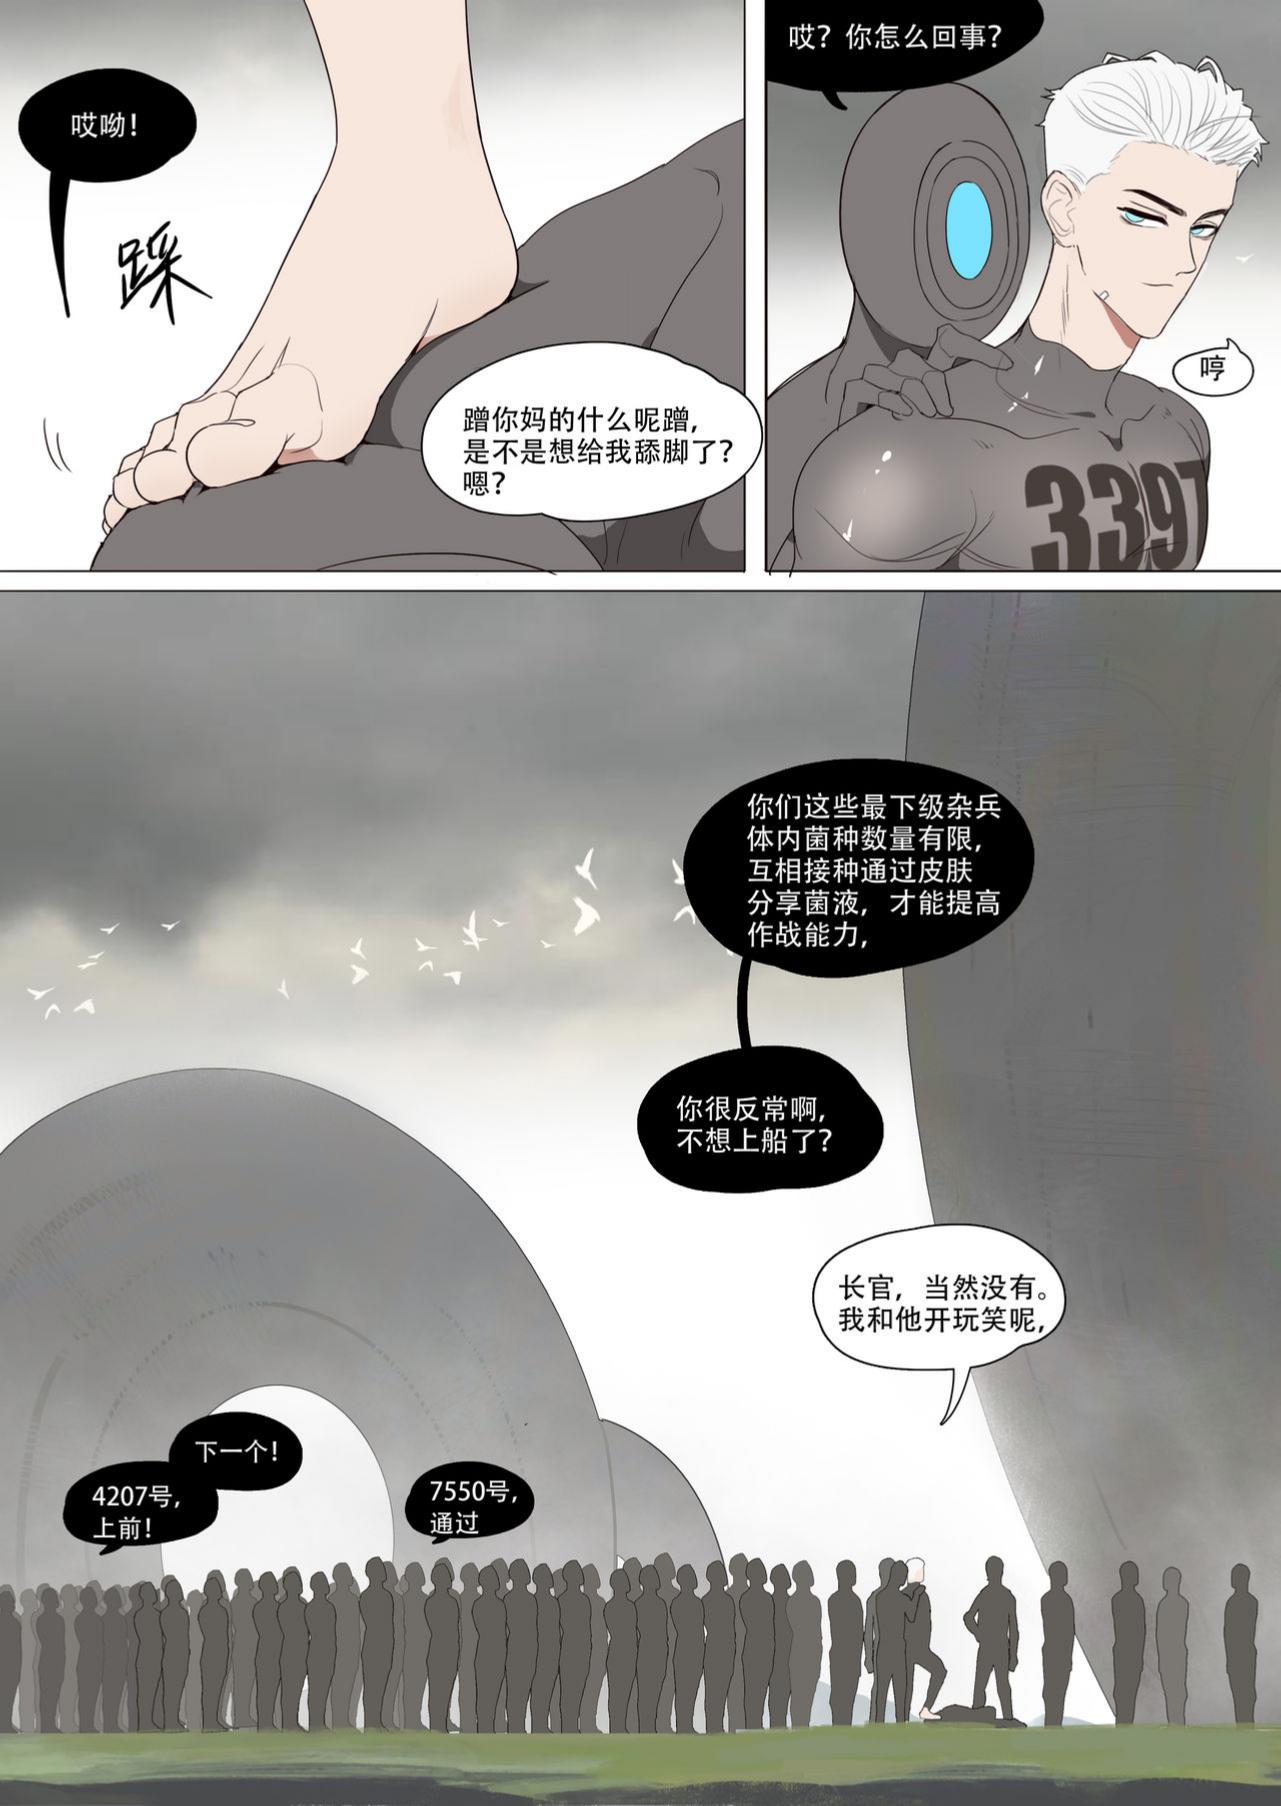 哎呦！
踩
蹭你妈的什么呢蹭，
是不是想给我舔脚了？
嗯？
哎？你怎么回事？
哼
339T
你们这些最下级杂兵
体内菌种数量有限，
互相接种通过皮肤
分享菌液，才能提高
作战能力，
你很反常啊，
不想上船了？
长官，当然没有。
我和他开玩笑呢，
下一个！
4207号，
上前！
7550号，
通过